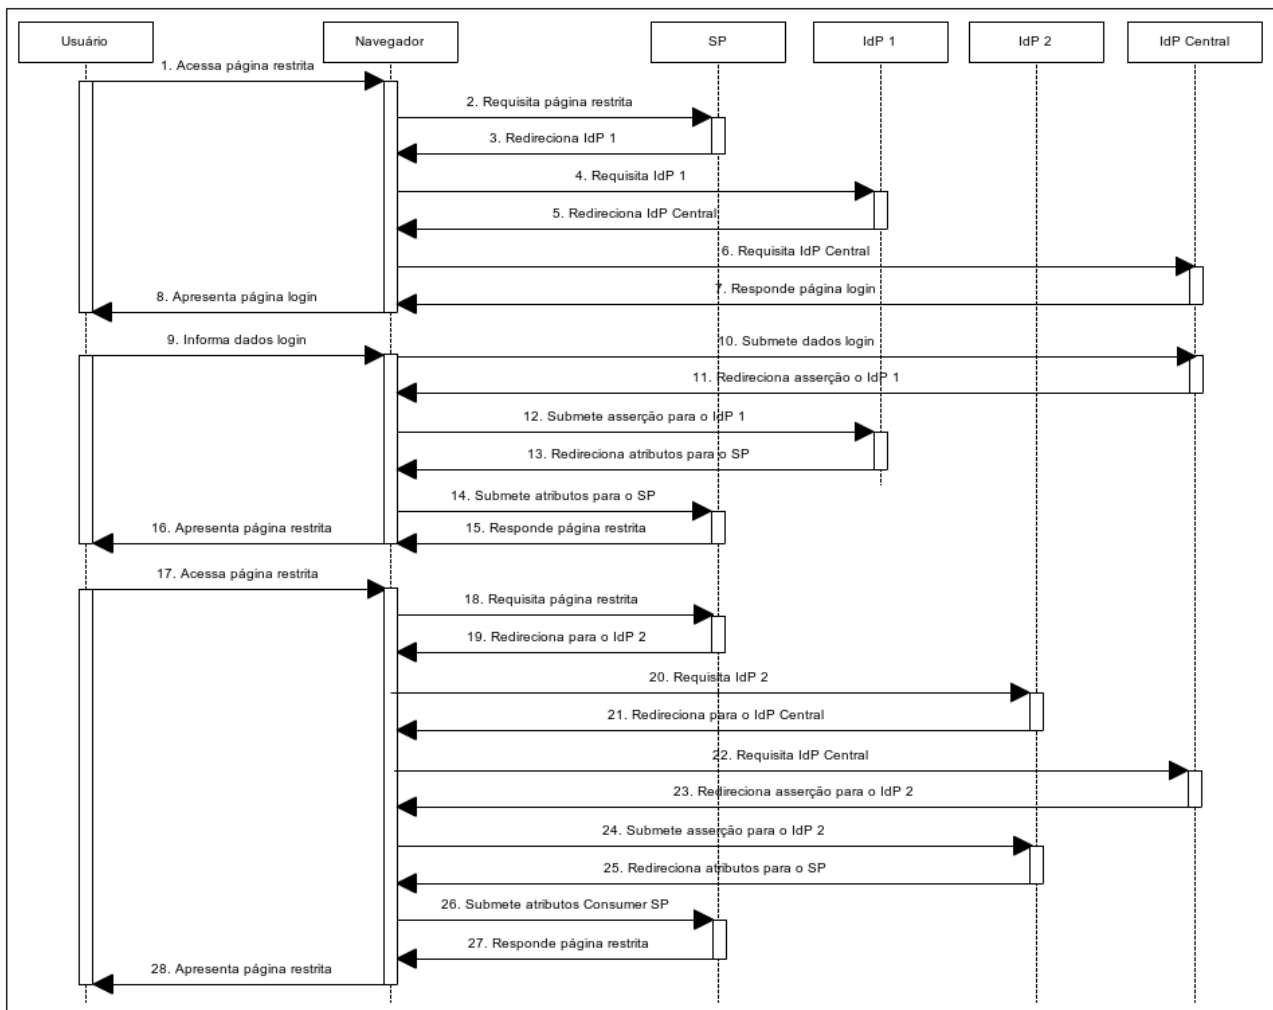 Usuário
Navegador
SP
IdP 1
IdP 2
IdP Central
1. Acessa página restrita
2. Requisita página restrita
3. Redireciona IdP 1
4. Requisita IdP 1
5. Redireciona IdP Central
6. Requisita IdP Central
7. Responde página login
8. Apresenta página login
9. Informa dados login
10. Submete dados login
11. Redireciona asserção o IdP 1
12. Submete asserção para o IdP 1
13. Redireciona atributos para o SP
14. Submete atributos para o SP
15. Responde página restrita
16. Apresenta página restrita
17. Acessa página restrita
18. Requisita página restrita
19. Redireciona para o IdP 2
20. Requisita IdP 2
21. Redireciona para o IdP Central
22. Requisita IdP Central
23. Redireciona asserção para o IdP 2
24. Submete asserção para o IdP 2
25. Redireciona atributos para o SP
26. Submete atributos Consumer SP
27. Responde página restrita
28. Apresenta página restrita